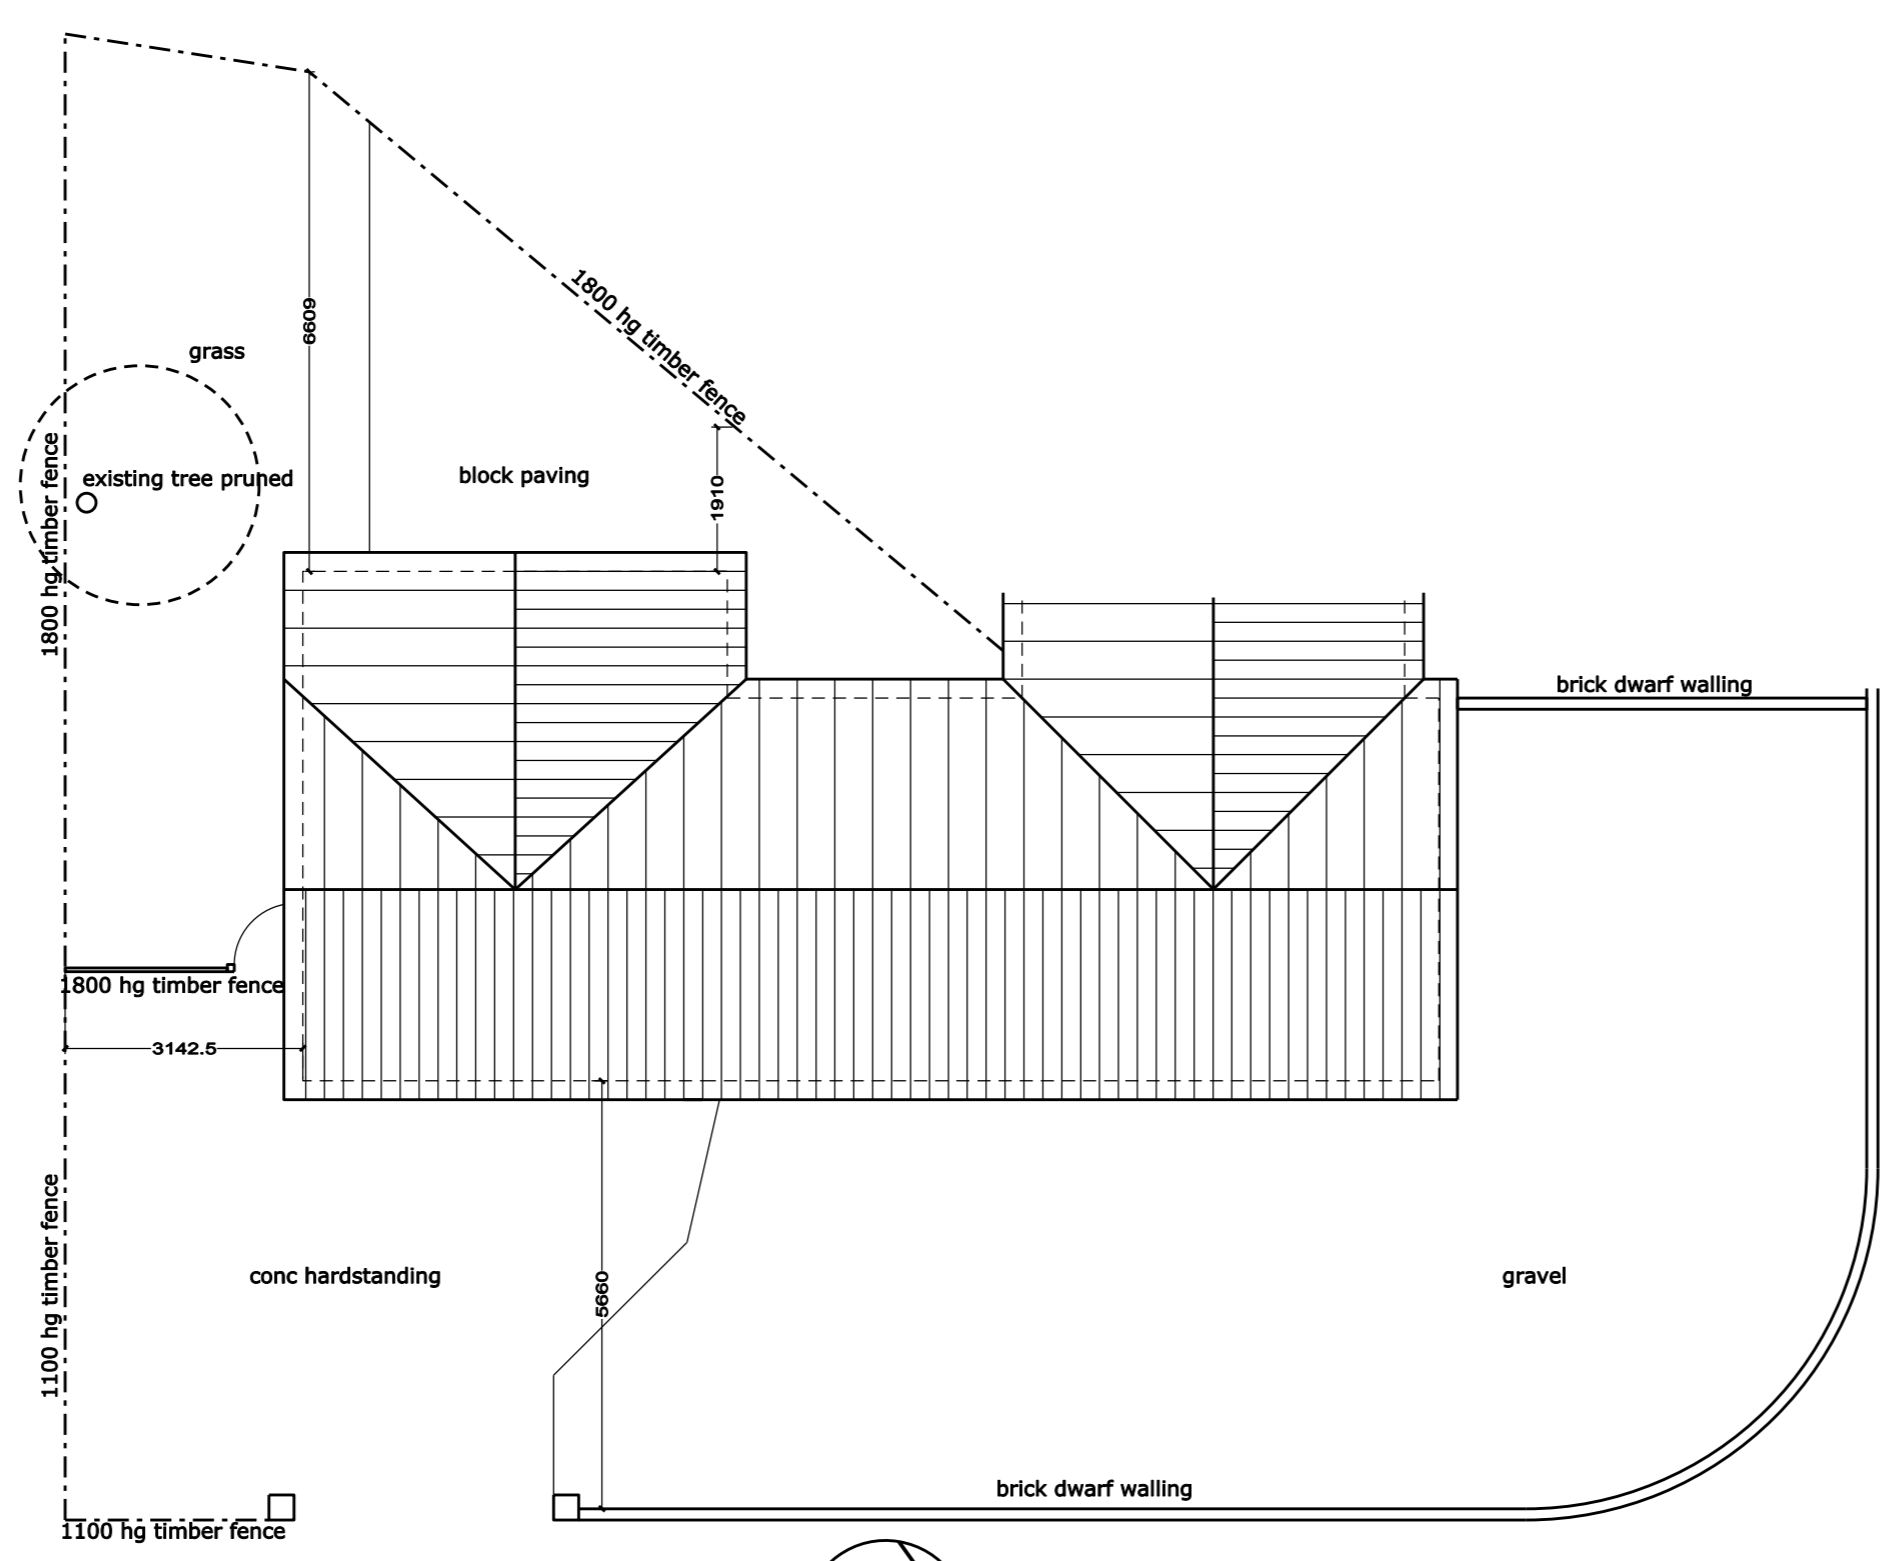 1800 hg timber fence
6609
grass
1800 hg timber fence
existing tree pruned
block paving
1910
brick dwarf walling
1800 hg timber fence
3142.5
1100 hg timber fence
conc hardstanding
5660
gravel
brick dwarf walling
1100 hg timber fence